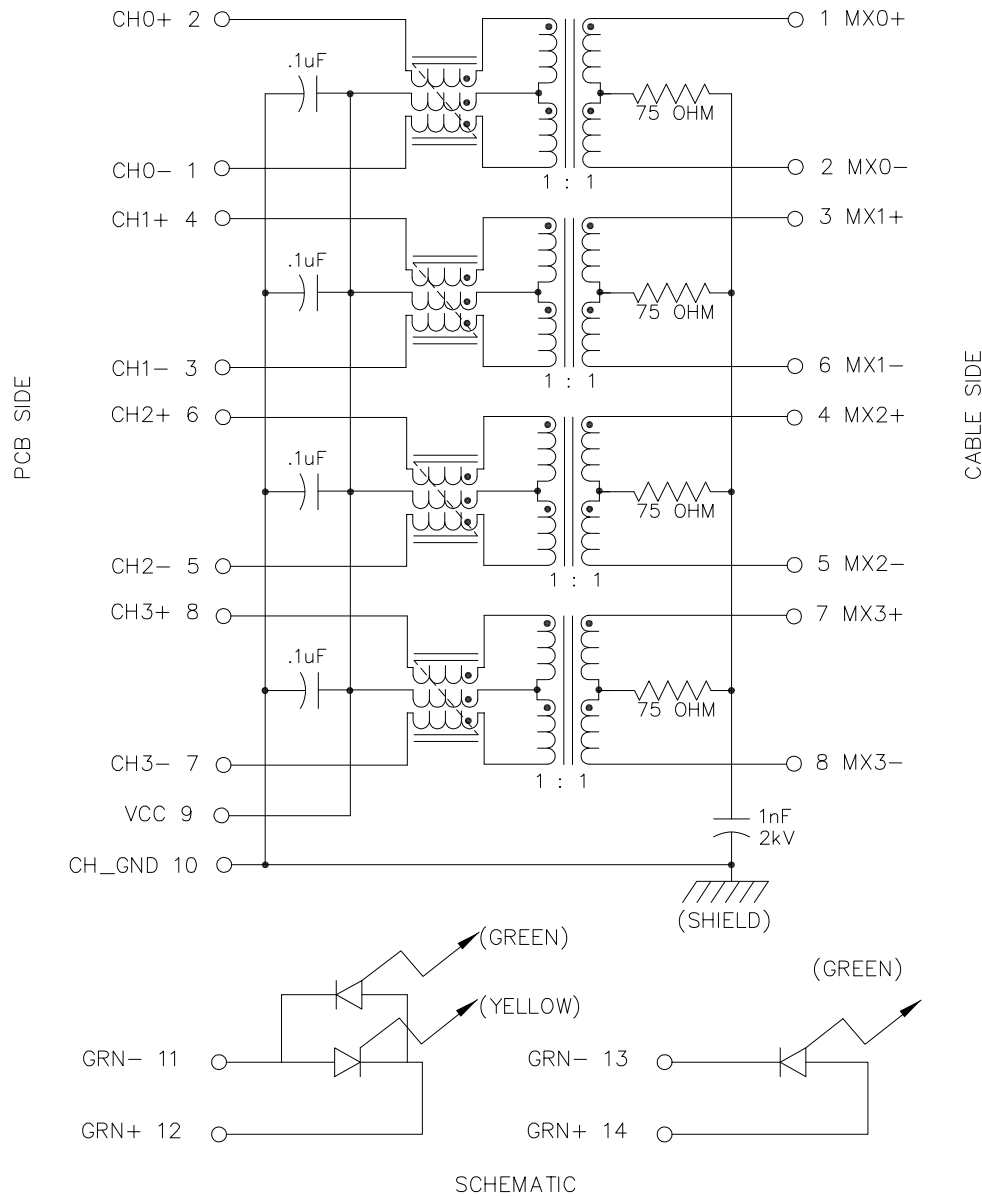 CH0+ 2
1 MX0+
.1uF
75 OHM
CH0- 1
2 MX0-
1 : 1
CH1+ 4
3 MX1+
.1uF
75 OHM
CH1- 3
6 MX1-
1 : 1
PCB SIDE
CABLE SIDE
CH2+ 6
4 MX2+
.1uF
75 OHM
CH2- 5
5 MX2-
1 : 1
CH3+ 8
7 MX3+
.1uF
75 OHM
CH3- 7
8 MX3-
1 : 1
VCC 9
1nF
2kV
CH_GND 10
(SHIELD)
(GREEN)
(GREEN)
(YELLOW)
GRN- 11
GRN- 13
GRN+ 12
GRN+ 14
SCHEMATIC